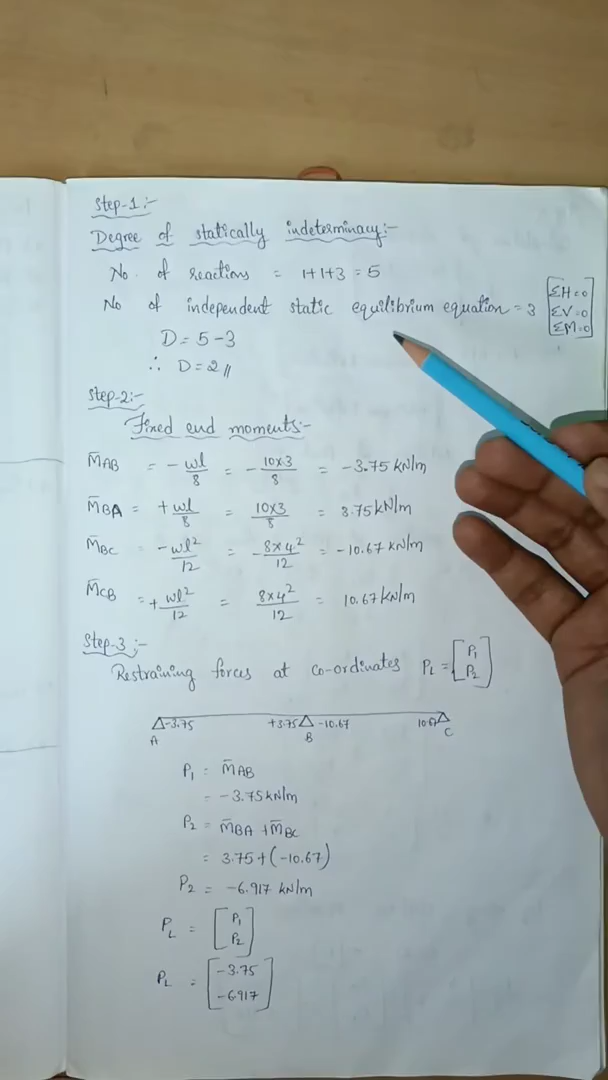 Step-1:-
Degree of statically indeterminacy:-
No. of reactions = 1+1+3 = 5
No of independent static equilibrium equation = 3 [ΣH=0 ΣV=0 ΣM=0]
D = 5-3
∴ D = 2//
Step-2:-
Fixed end moments:-
M̄AB = -wl/8 = -10×3/8 = -3.75 kN/m
M̄BA = +wl/8 = 10×3/8 = 3.75 kN/m
M̄BC = -wl²/12 = -8×4²/12 = -10.67 kN/m
M̄CB = +wl²/12 = 8×4²/12 = 10.67 kN/m
Step-3:-
Restraining forces at co-ordinates PL = [P1 P2]
-3.75 +3.75 -10.67 10.67
A B C
P1 = M̄AB
= -3.75 kN/m
P2 = M̄BA + M̄BC
= 3.75+(-10.67)
P2 = -6.917 kN/m
PL = [P1 P2]
PL = [-3.75 -6.917]